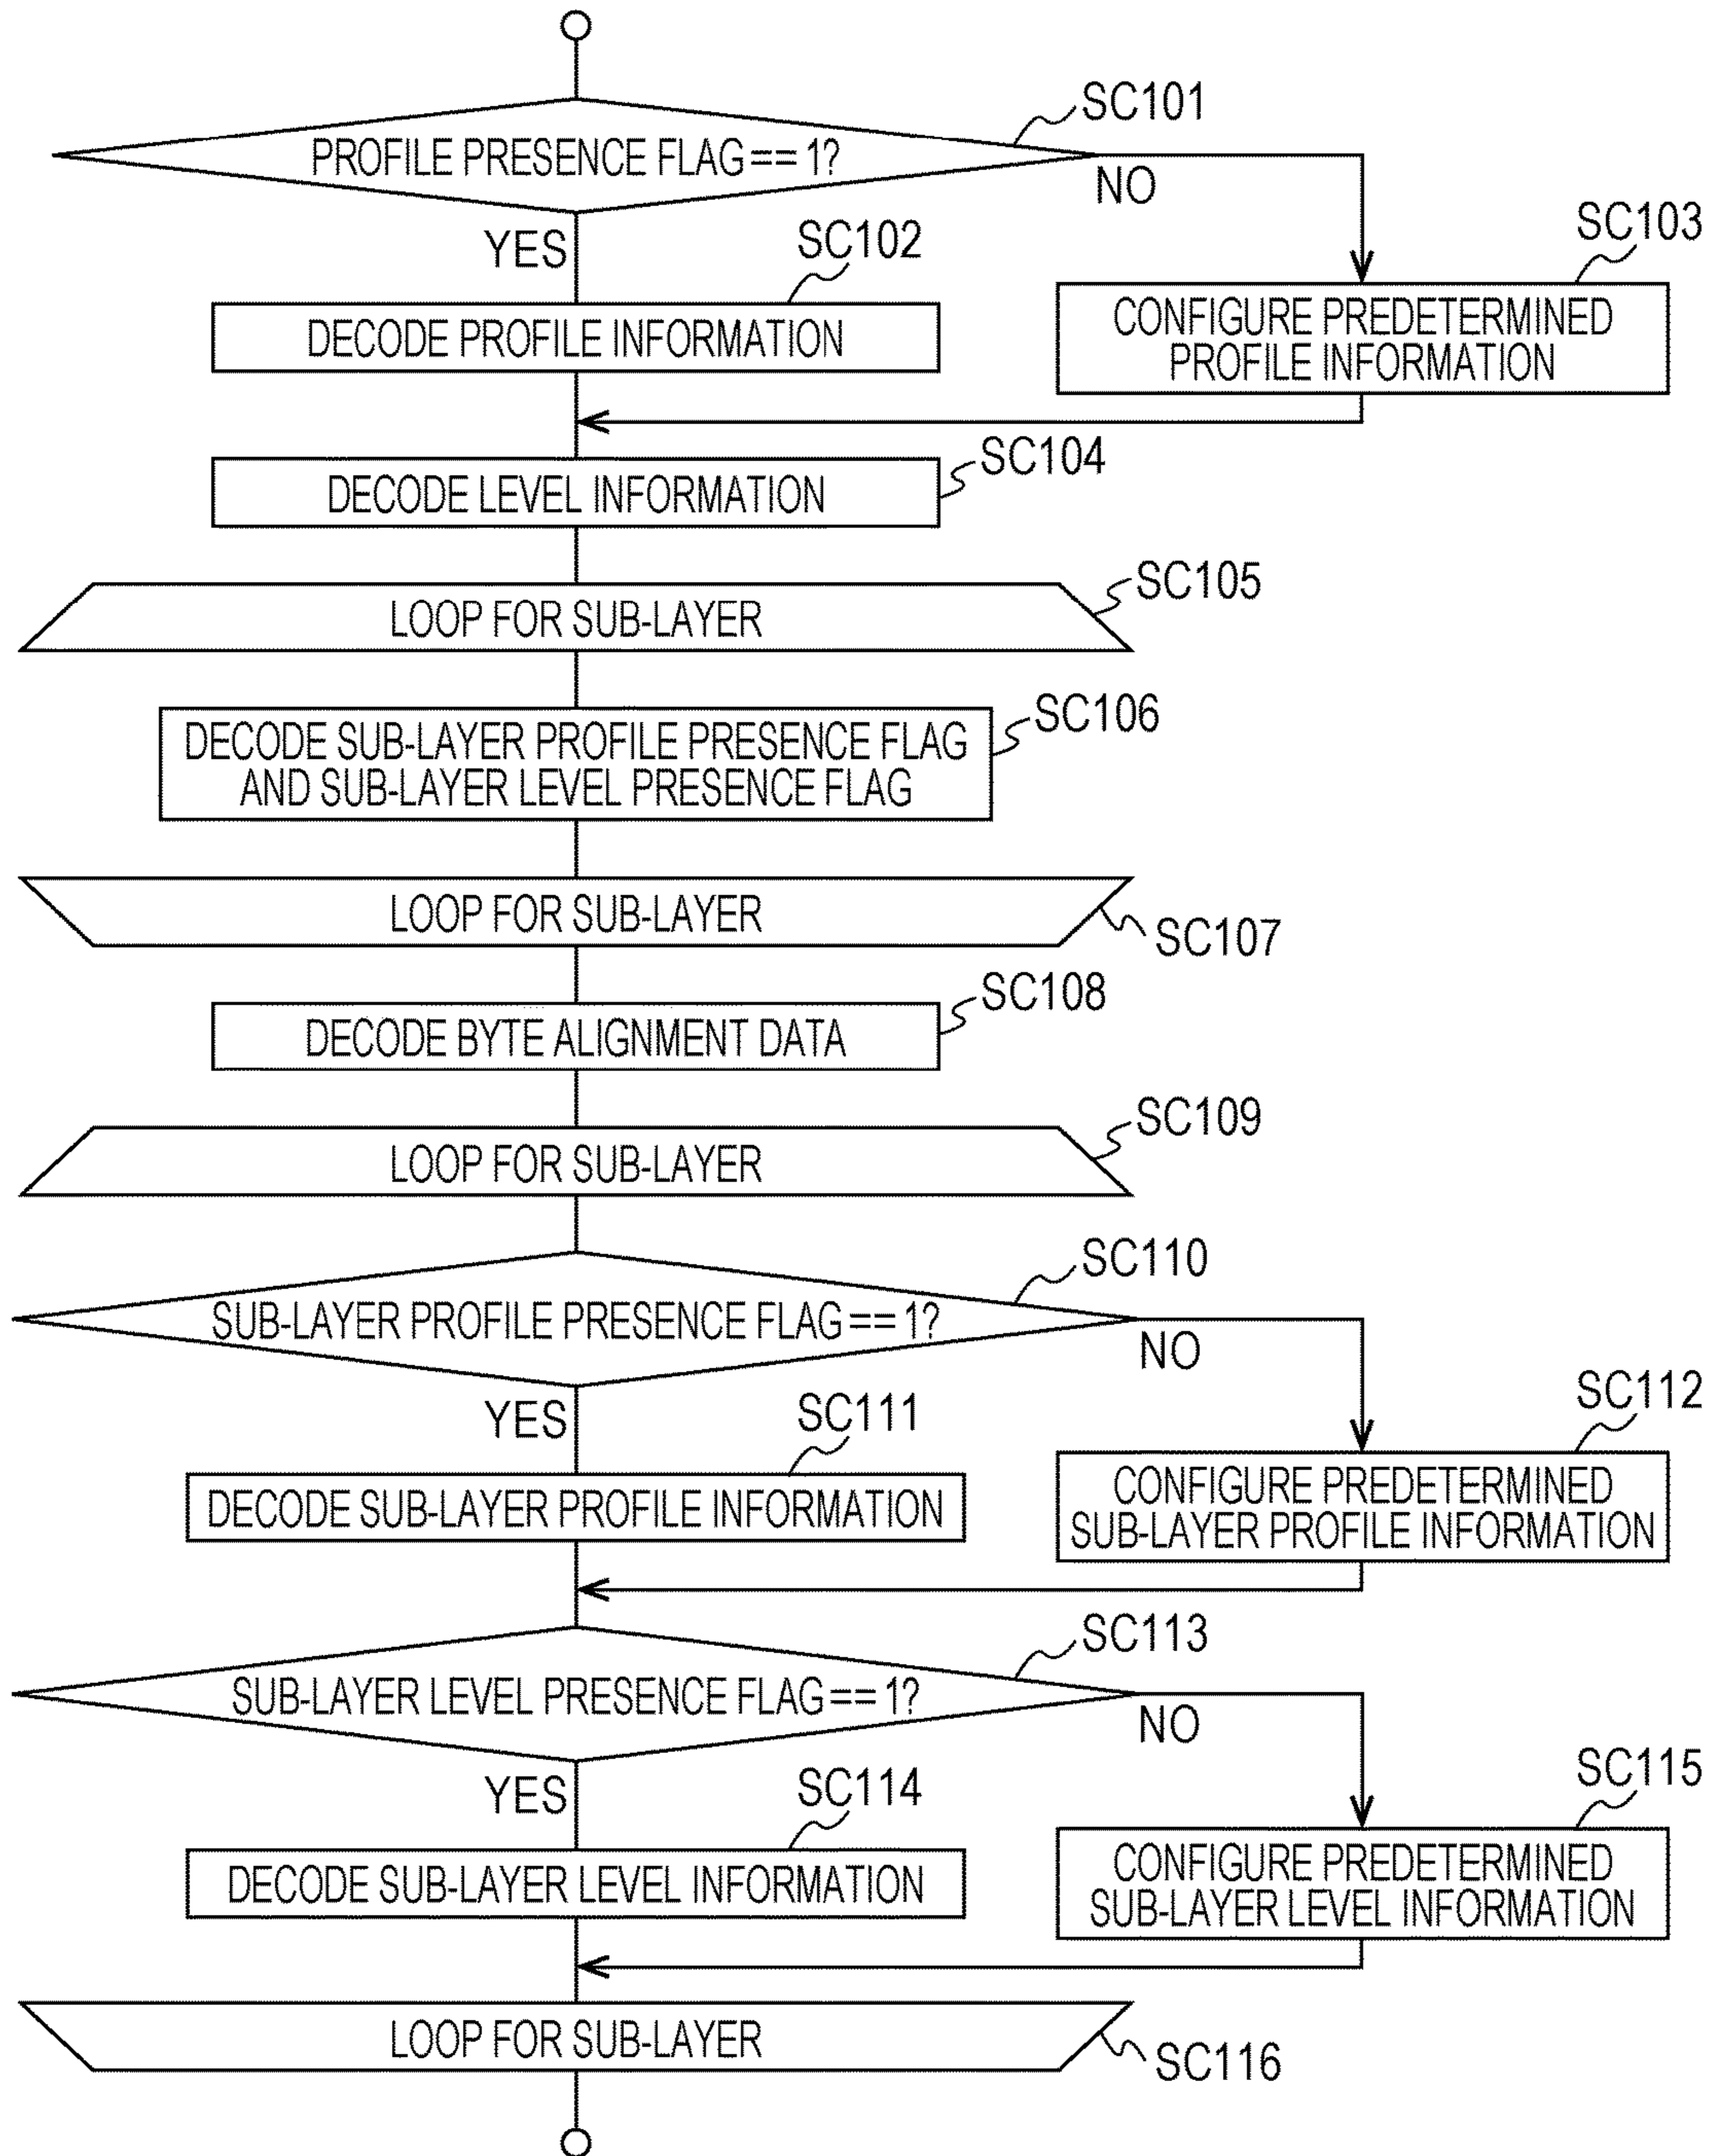 SC101
PROFILE PRESENCE FLAG == 1?
NO
YES
SC102
SC103
DECODE PROFILE INFORMATION
CONFIGURE PREDETERMINED
PROFILE INFORMATION
SC104
DECODE LEVEL INFORMATION
SC105
LOOP FOR SUB-LAYER
SC106
DECODE SUB-LAYER PROFILE PRESENCE FLAG
AND SUB-LAYER LEVEL PRESENCE FLAG
LOOP FOR SUB-LAYER
SC107
SC108
DECODE BYTE ALIGNMENT DATA
SC109
LOOP FOR SUB-LAYER
SC110
SUB-LAYER PROFILE PRESENCE FLAG == 1?
NO
YES
SC111
SC112
DECODE SUB-LAYER PROFILE INFORMATION
CONFIGURE PREDETERMINED
SUB-LAYER PROFILE INFORMATION
SC113
SUB-LAYER LEVEL PRESENCE FLAG == 1?
NO
YES
SC114
SC115
DECODE SUB-LAYER LEVEL INFORMATION
CONFIGURE PREDETERMINED
SUB-LAYER LEVEL INFORMATION
LOOP FOR SUB-LAYER
SC116